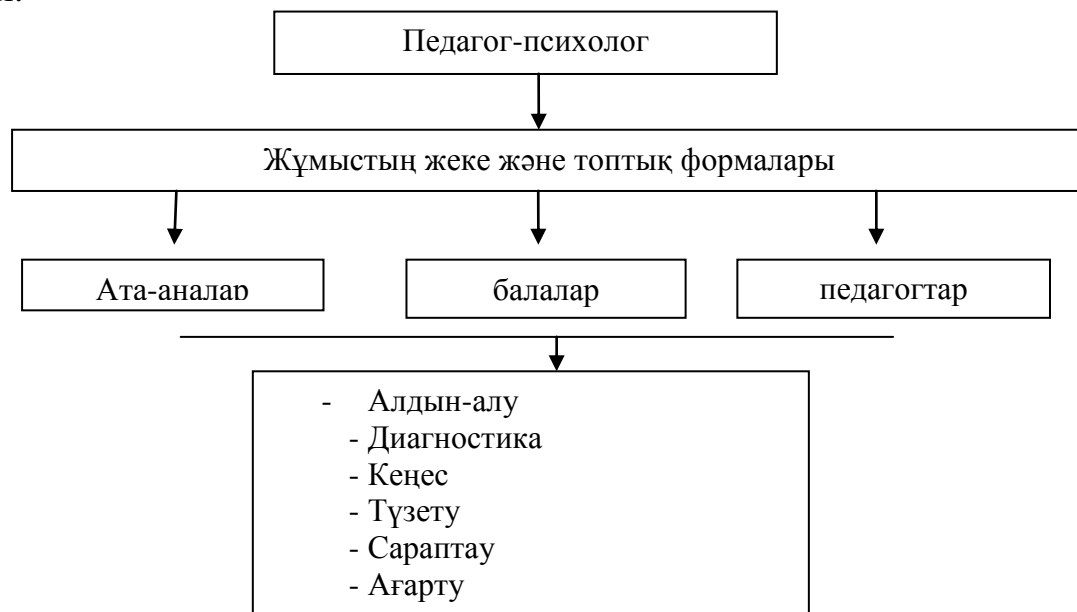 Педагог-психолог
Жұмыстың жеке және топтық формалары
Ата-аналар
балалар
педагогтар
- Алдын-алу
- Диагностика
- Кеңес
- Түзету
- Сараптау
- Ағарту